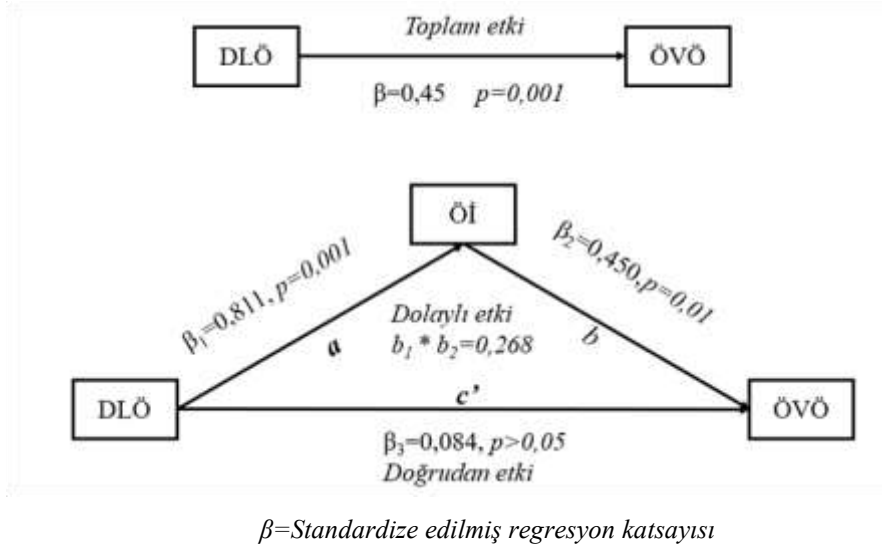 Toplam etki
DLÖ
ÖVÖ
β=0,45 p=0,001
Öİ
β₁=0,811, p=0,001
β₂=0,450, p=0,01
Dolaylı etki
b₁ * b₂=0,268
a
b
c’
DLÖ
ÖVÖ
β₃=0,084, p>0,05
Doğrudan etki
β=Standardize edilmiş regresyon katsayısı